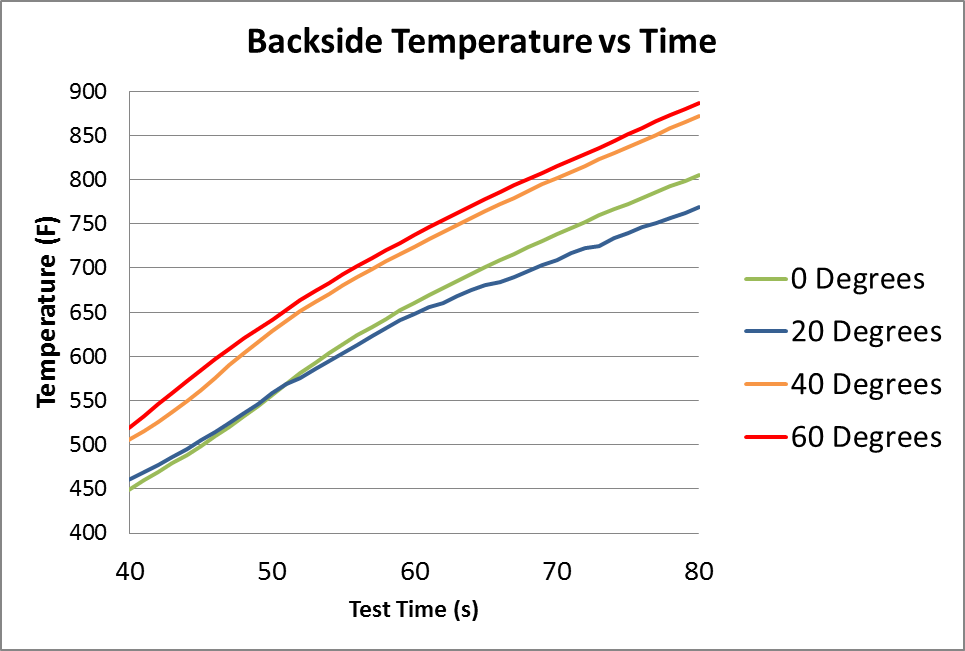 Backside Temperature vs Time
Temperature (F)
900
850
800
750
700
650
600
550
500
450
400
40 50 60 70 80
Test Time (s)
0 Degrees
20 Degrees
40 Degrees
60 Degrees